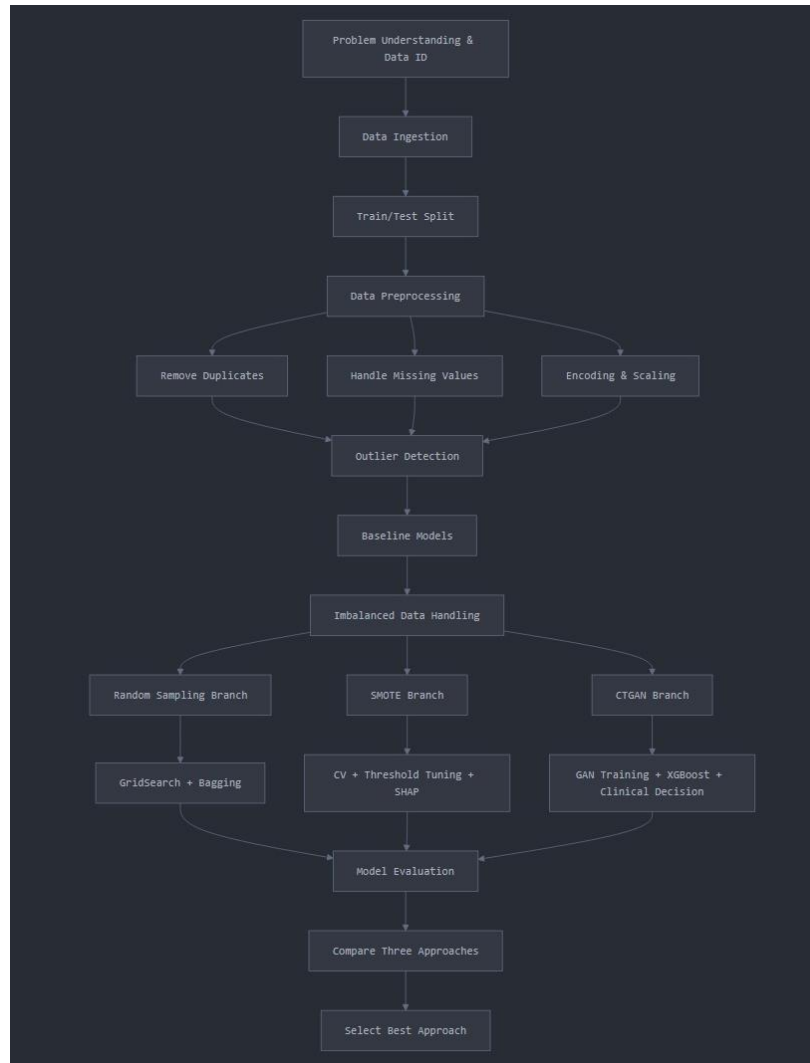 Problem Understanding &
Data ID
Data Ingestion
Train/Test Split
Data Preprocessing
Remove Duplicates
Handle Missing Values
Encoding & Scaling
Outlier Detection
Baseline Models
Imbalanced Data Handling
Random Sampling Branch
SMOTE Branch
CTGAN Branch
GridSearch + Bagging
CV + Threshold Tuning +
SHAP
GAN Training + XGBoost +
Clinical Decision
Model Evaluation
Compare Three Approaches
Select Best Approach